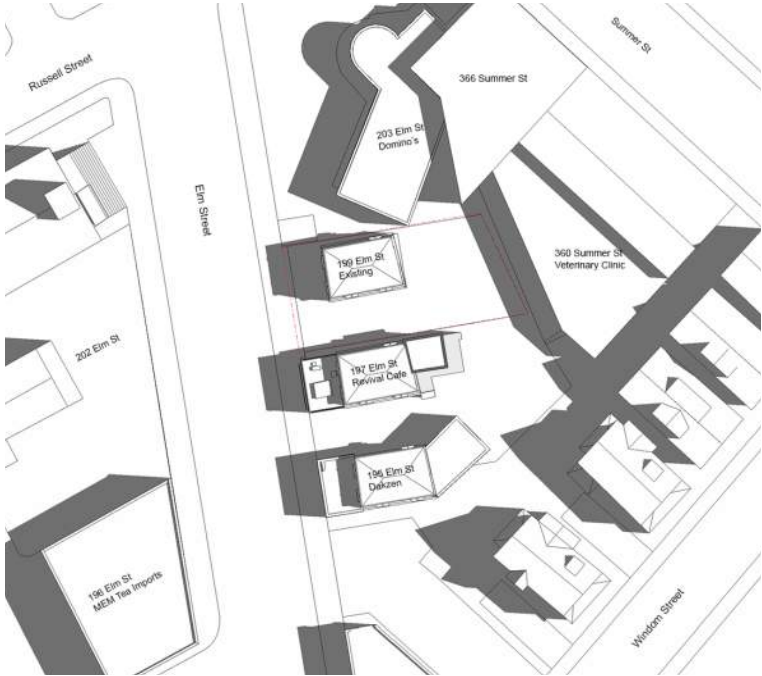 Russell Street
Summer St
366 Summer St
203 Elm St
Domino's
Elm Street
199 Elm St
Existing
360 Summer St
Veterinary Clinic
202 Elm St
197 Elm St
Revival Cafe
195 Elm St
Dakzen
196 Elm St
MEM Tea Imports
Windom Street